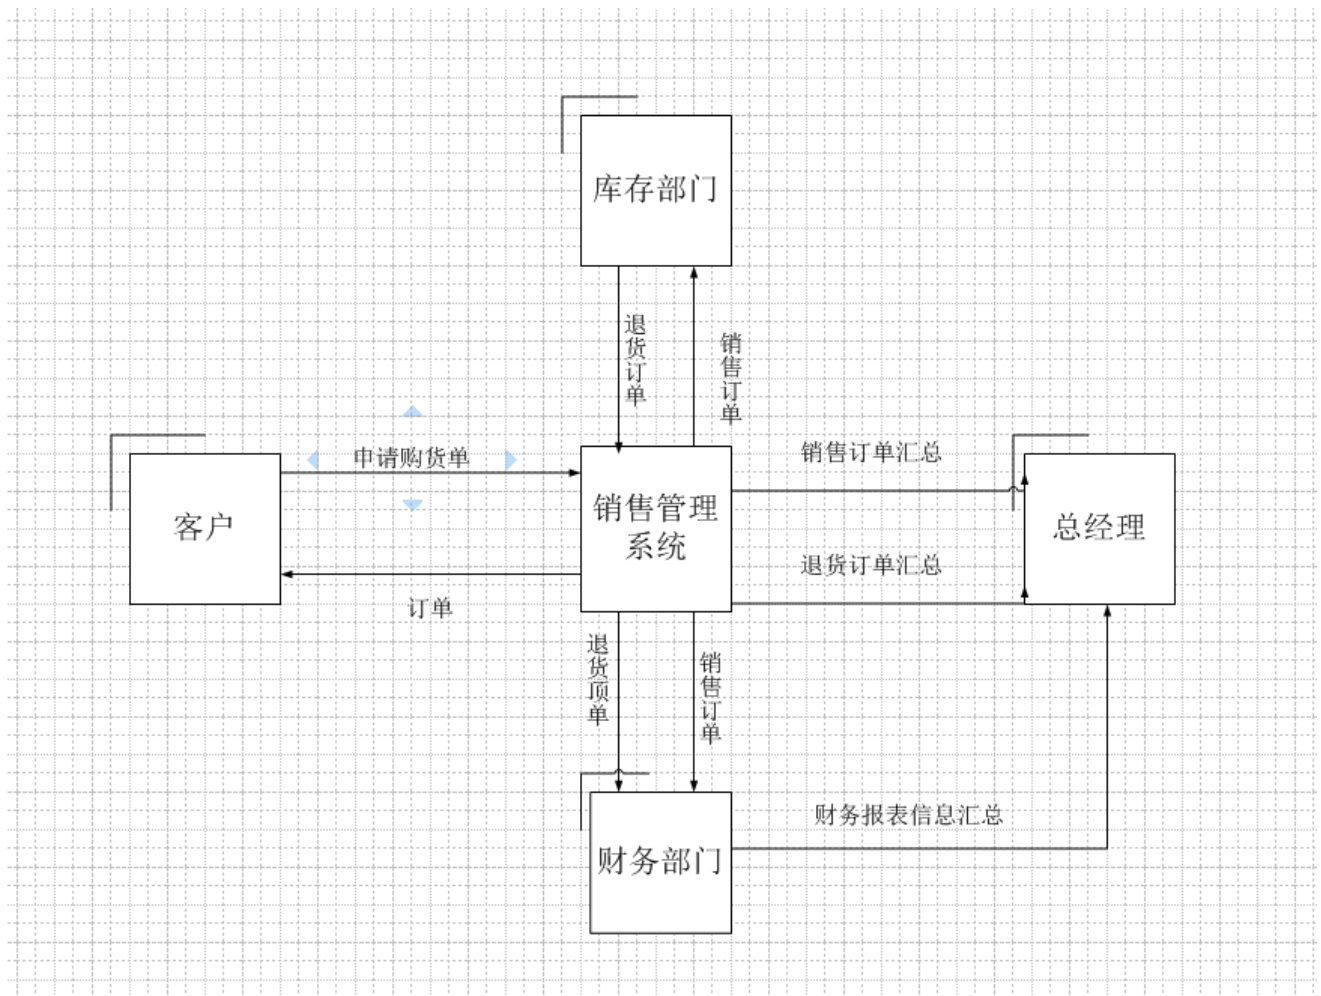 库存部门
退货订单
销售订单
申请购货单
销售订单汇总
客户
销售管理
系统
总经理
退货订单汇总
订单
退货顶单
销售订单
财务报表信息汇总
财务部门